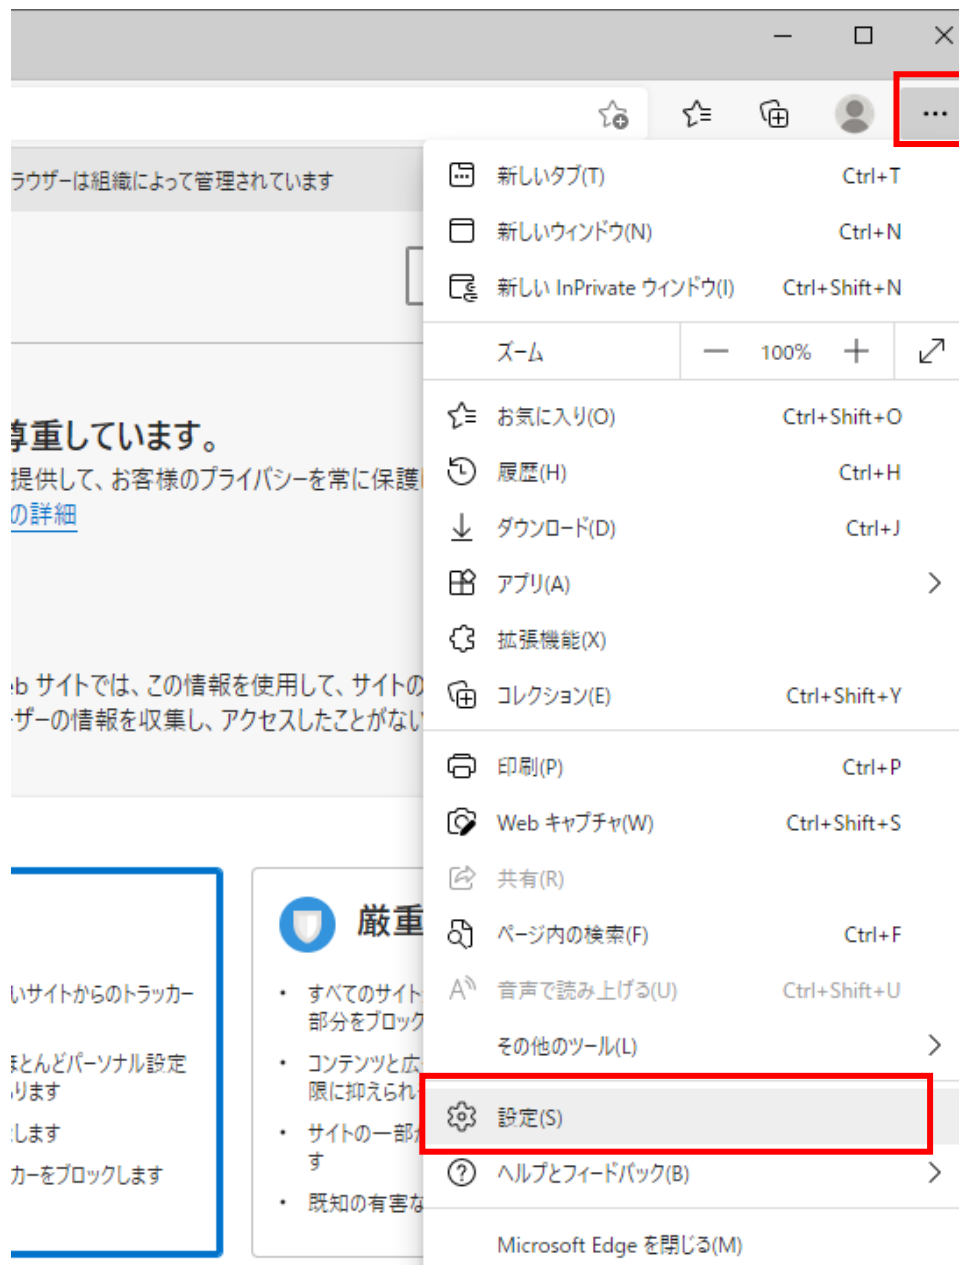 ラウザーは組織によって管理されています
新しいタブ(T) Ctrl+T
新しいウィンドウ(N) Ctrl+N
新しい InPrivate ウィンドウ(I) Ctrl+Shift+N
ズーム 100%
お気に入り(O) Ctrl+Shift+O
履歴(H) Ctrl+H
ダウンロード(D) Ctrl+J
アプリ(A)
拡張機能(X)
コレクション(E) Ctrl+Shift+Y
印刷(P) Ctrl+P
Web キャプチャ(W) Ctrl+Shift+S
共有(R)
ページ内の検索(F) Ctrl+F
音声で読み上げる(U) Ctrl+Shift+U
その他のツール(L)
設定(S)
ヘルプとフィードバック(B)
Microsoft Edge を閉じる(M)
尊重しています。
提供して、お客様のプライバシーを常に保護
の詳細
eb サイトでは、この情報を使用して、サイトの
ーザーの情報を収集し、アクセスしたことがない
いサイトからのトラッカー
ほとんどパーソナル設定
ります
します
カーをブロックします
厳重
• すべてのサイト
部分をブロック
• コンテンツと広
限に抑えられ
• サイトの一部
す
• 既知の有害な